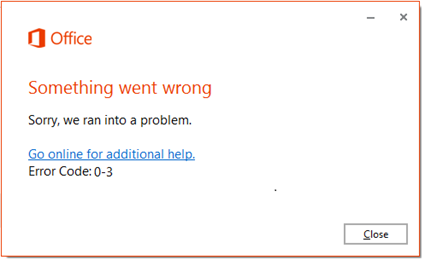 Office
Something went wrong
Sorry, we ran into a problem.
Go online for additional help.
Error Code: 0-3
.
Close